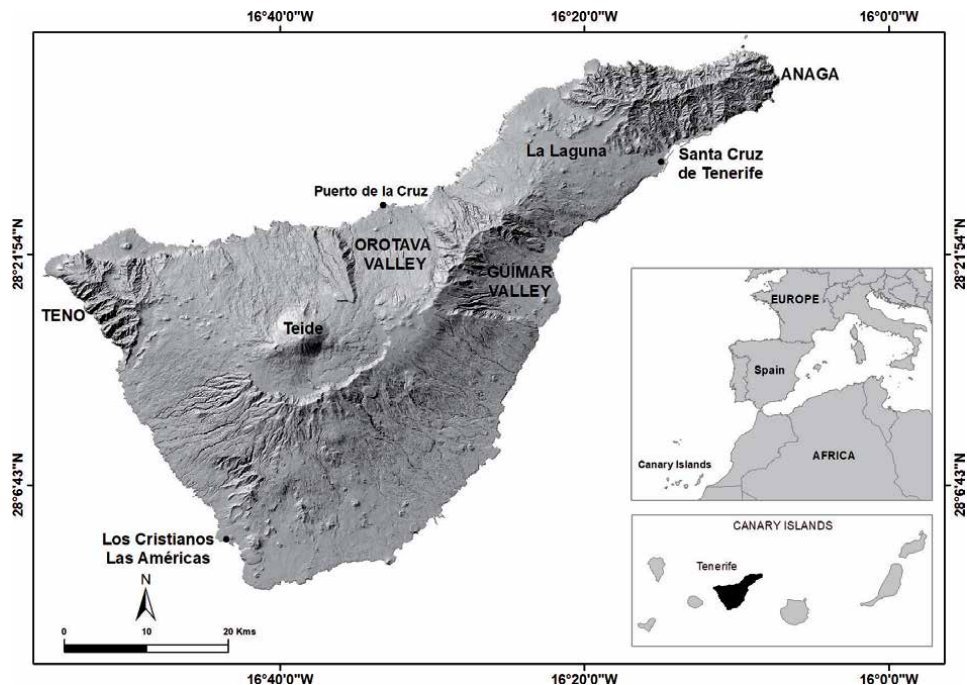 16°40'0"W
16°20'0"W
16°0'0"W
ANAGA
La Laguna
Santa Cruz
de Tenerife
Puerto de la Cruz
28°21'54"N
28°21'54"N
OROTAVA
VALLEY
GÜIMAR
VALLEY
TENO
Teide
EUROPE
Spain
Canary Islands
AFRICA
28°6'43"N
28°6'43"N
Los Cristianos
Las Américas
N
0
10
20 Kms
CANARY ISLANDS
Tenerife
16°40'0"W
16°20'0"W
16°0'0"W